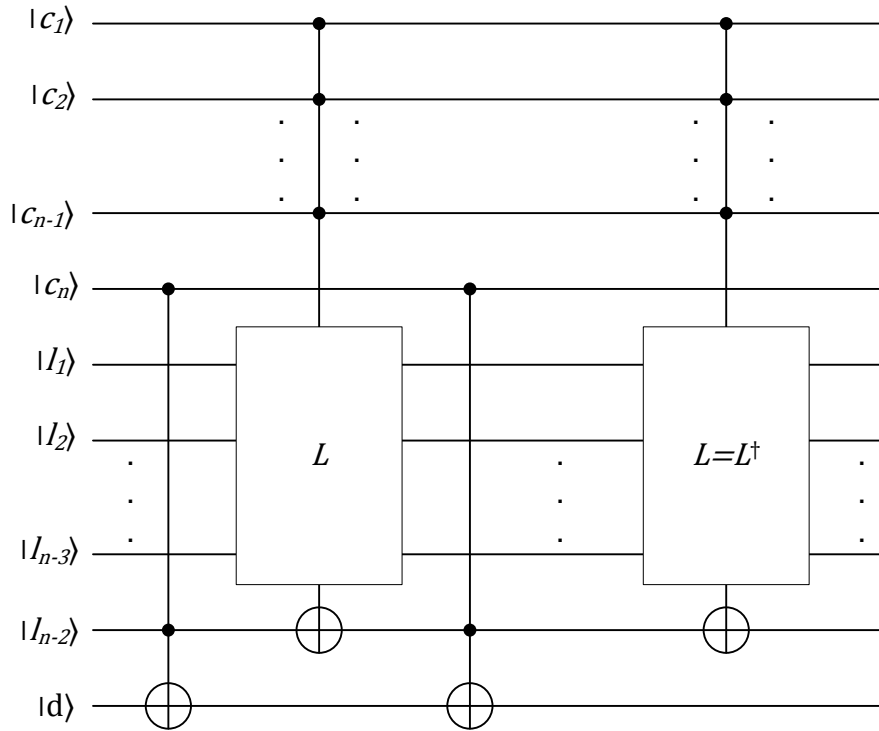 |c₁⟩
|c₂⟩
|cₙ₋₁⟩
|cₙ⟩
|l₁⟩
|l₂⟩
L
L=L†
|lₙ₋₃⟩
|lₙ₋₂⟩
|d⟩